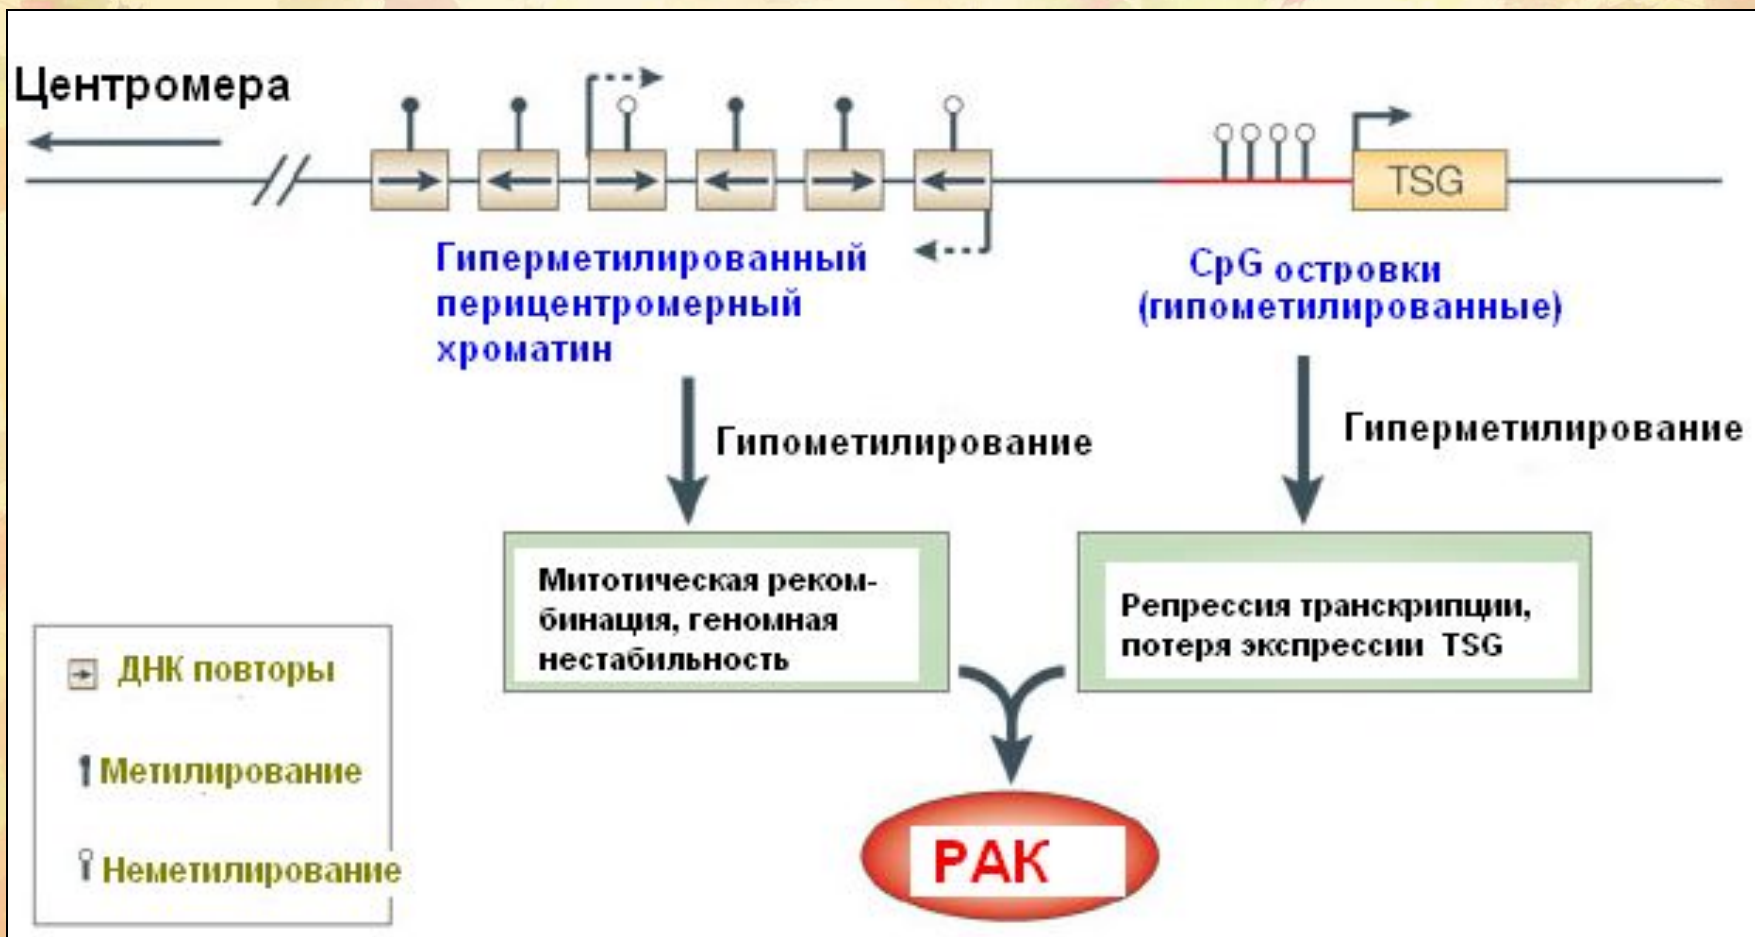 Центромера
TSG
Гиперметилированный
перицентромерный
хроматин
CpG островки
(гипометилированные)
Гипометилирование
Гиперметилирование
Митотическая реком-
бинация, геномная
нестабильность
Репрессия транскрипции,
потеря экспрессии TSG
ДНК повторы
Метилирование
Неметилирование
РАК